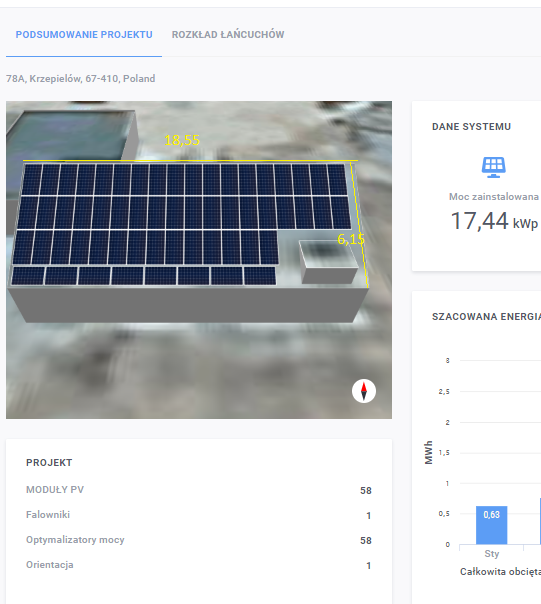 PODSUMOWANIE PROJEKTU
ROZKŁAD ŁAŃCUCHÓW
78A, Krzepielów, 67-410, Poland
18,55
6,15
DANE SYSTEMU
Moc zainstalowana
17,44 kWp
PROJEKT
MODUŁY PV 58
Falowniki 1
Optymalizatory mocy 58
Orientacja 1
SZACOWANA ENERGIA
MWh
3
2,5
2
1,5
1
0,5
0
0,63
Sty
Całkowita obcięta